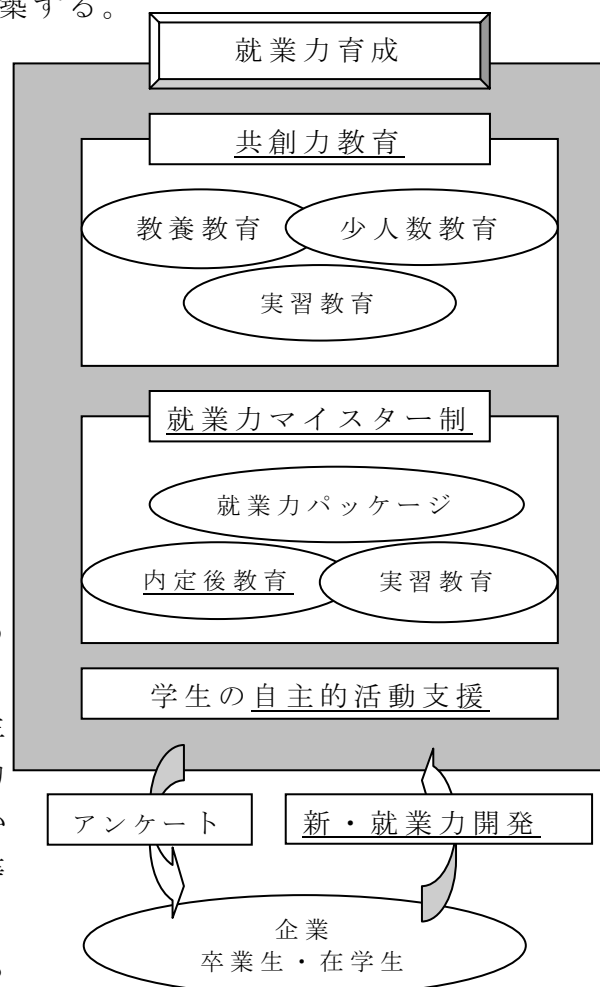 築する。
就業力育成
共創力教育
教養教育 少人数教育
実習教育
就業力マイスター制
就業力パッケージ
内定後教育 実習教育
学生の自主的活動支援
アンケート 新・就業力開発
企業
卒業生・在学生